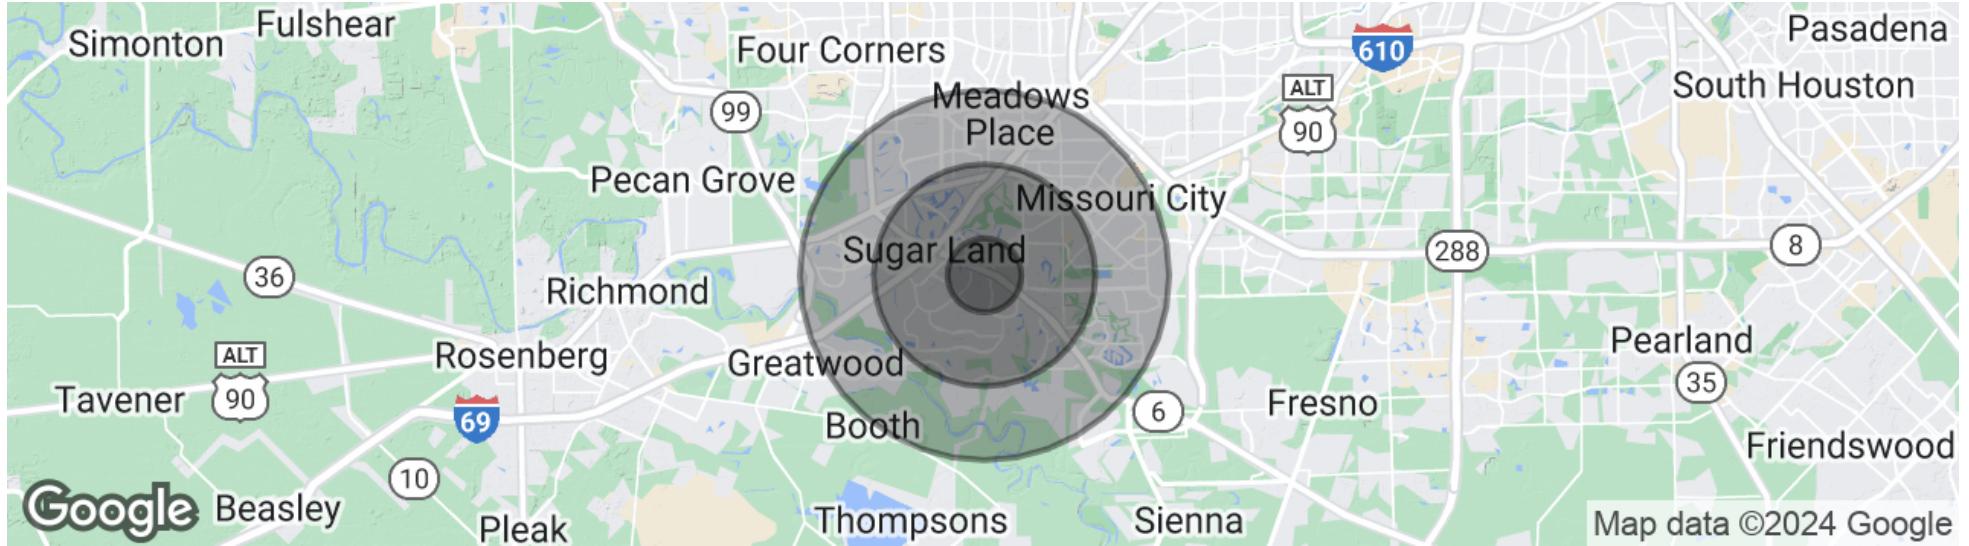 Simonton
Fulshear
Four Corners
610
Pasadena
South Houston
99
Meadows
Place
ALT
90
Pecan Grove
Missouri City
Sugar Land
288
8
36
Richmond
ALT
90
Rosenberg
Greatwood
Pearland
35
Tavener
69
Booth
6
Fresno
Friendswood
10
Google
Beasley
Pleak
Thompsons
Sienna
Map data ©2024 Google